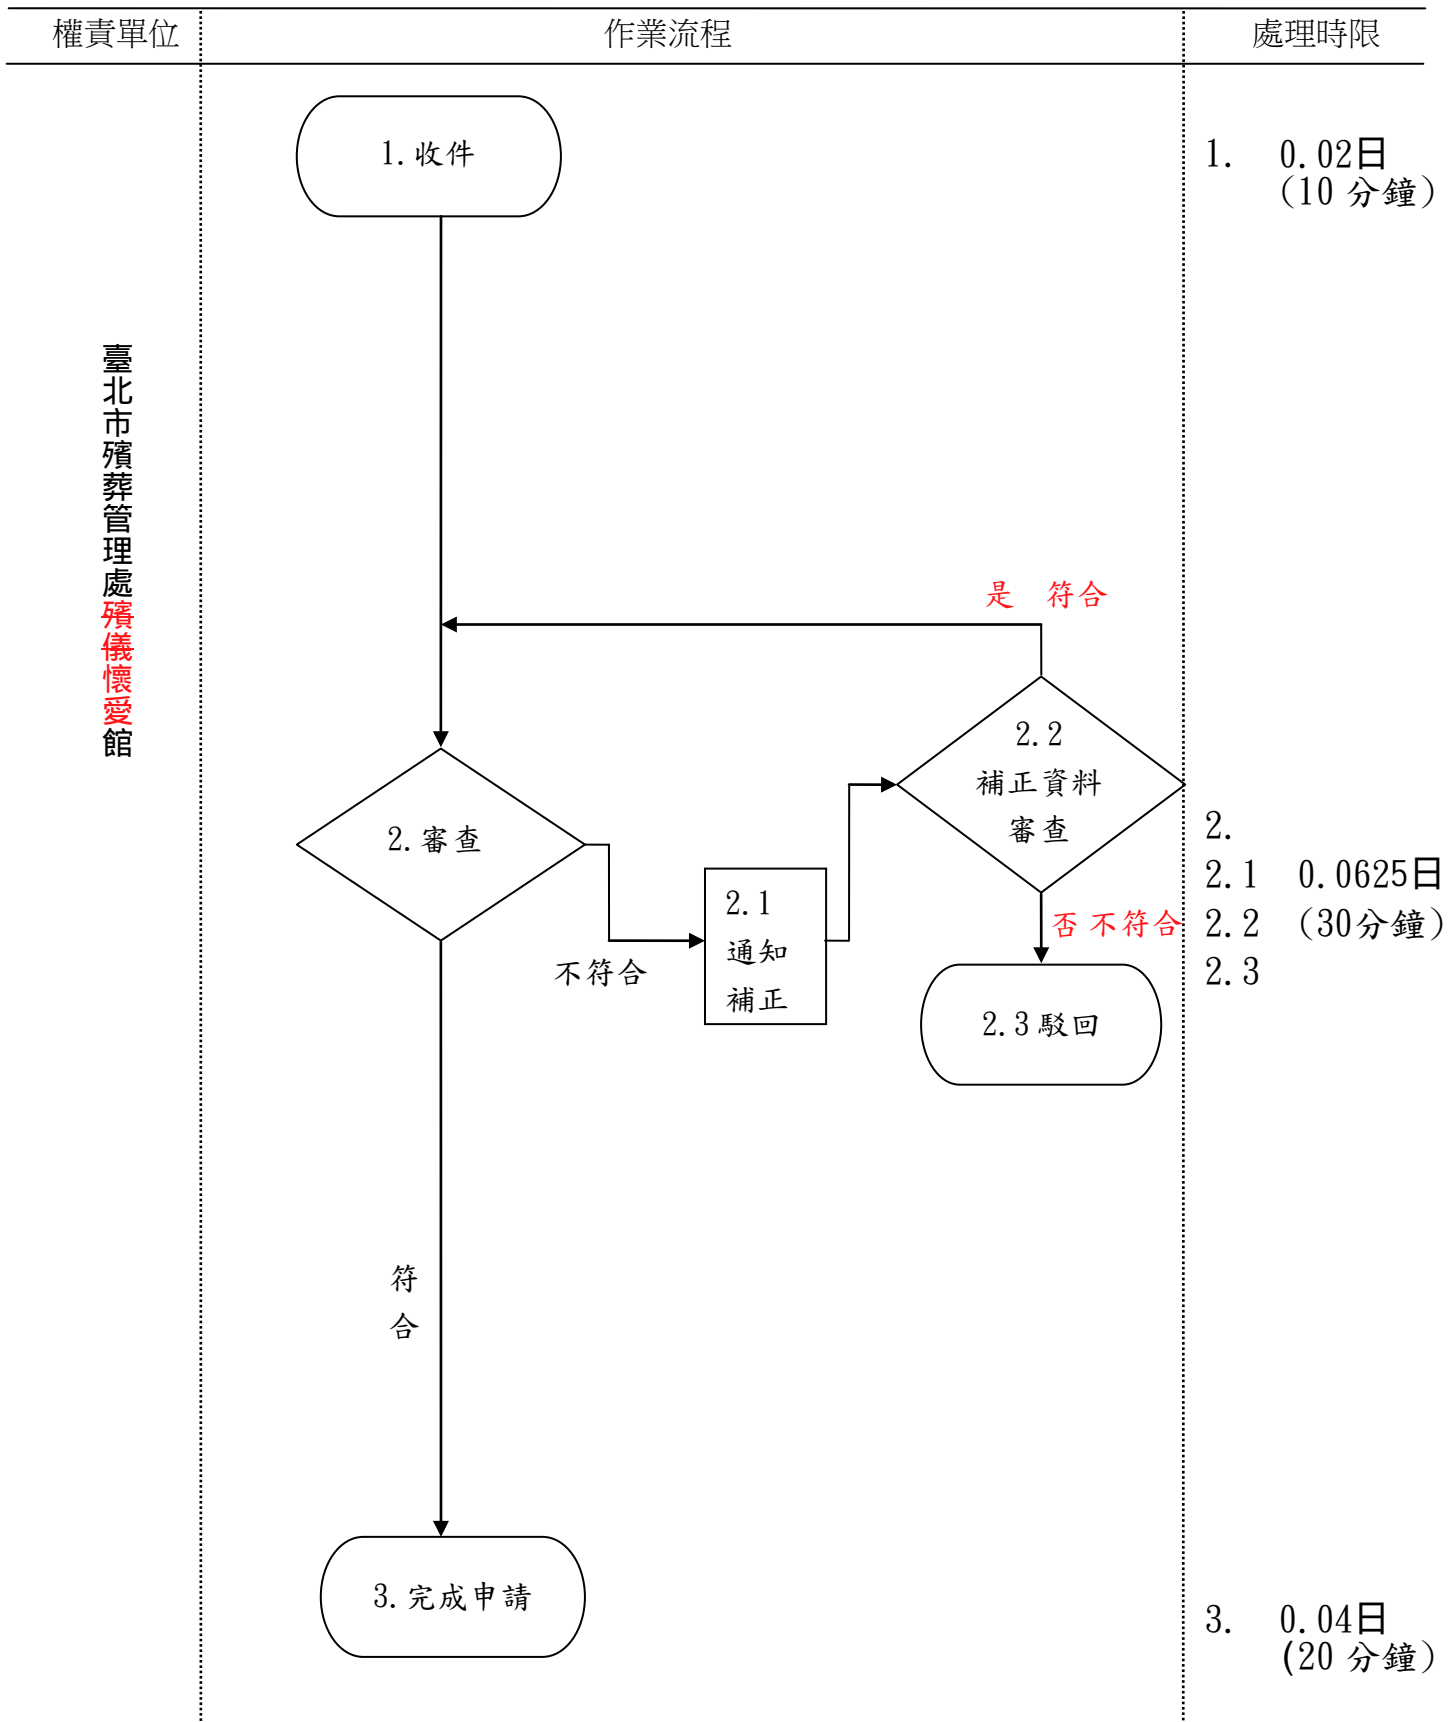 權責單位
作業流程
處理時限
1.收件
1. 0.02日
(10 分鐘)
臺北市殯葬管理處殯儀懷愛館
是 符合
2.2
補正資料
審查
2.審查
2.
2.1 0.0625日
2.2 (30分鐘)
2.3
2.1
通知
補正
否 不符合
不符合
2.3駁回
符
合
3.完成申請
3. 0.04日
(20 分鐘)